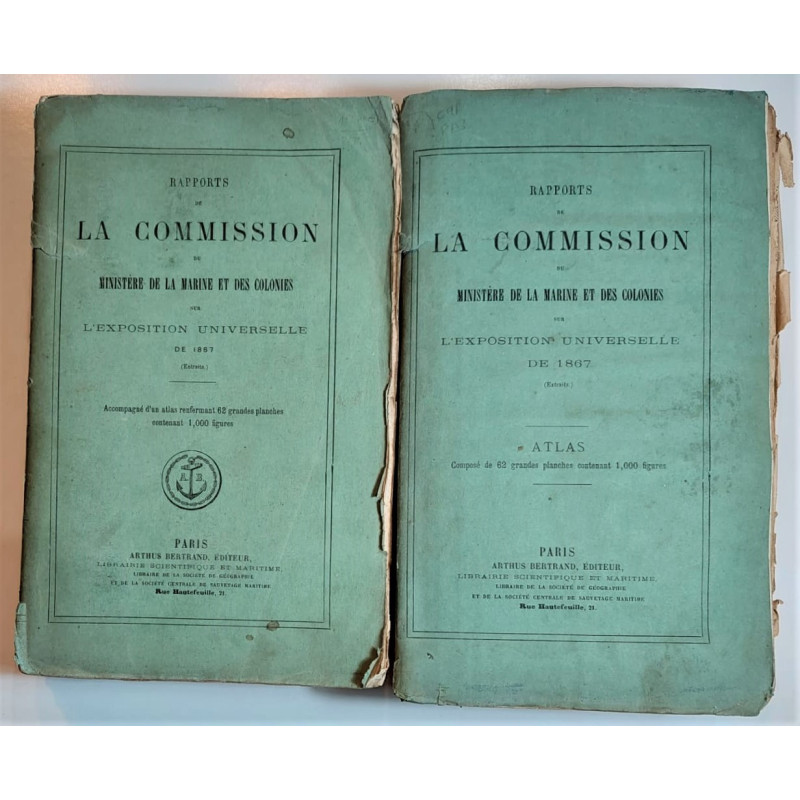 RAPPORTS
DE
LA COMMISSION
DU
MINISTÈRE DE LA MARINE ET DES COLONIES
SUR
L'EXPOSITION UNIVERSELLE
DE 1867
(Extraits.)
Accompagné d'un atlas renfermant 62 grandes planches
contenant 1,000 figures
A. B.
PARIS
ARTHUS BERTRAND, ÉDITEUR,
LIBRAIRIE SCIENTIFIQUE ET MARITIME,
LIBRAIRE DE LA SOCIÉTÉ DE GÉOGRAPHIE
ET DE LA SOCIÉTÉ CENTRALE DE SAUVETAGE MARITIME
Rue Hautefeuille, 21.
RAPPORTS
DE
LA COMMISSION
DU
MINISTÈRE DE LA MARINE ET DES COLONIES
SUR
L'EXPOSITION UNIVERSELLE
DE 1867
(Extraits.)
ATLAS
Composé de 62 grandes planches contenant 1,000 figures
PARIS
ARTHUS BERTRAND, ÉDITEUR,
LIBRAIRIE SCIENTIFIQUE ET MARITIME,
LIBRAIRE DE LA SOCIÉTÉ DE GÉOGRAPHIE
ET DE LA SOCIÉTÉ CENTRALE DE SAUVETAGE MARITIME
Rue Hautefeuille, 21.